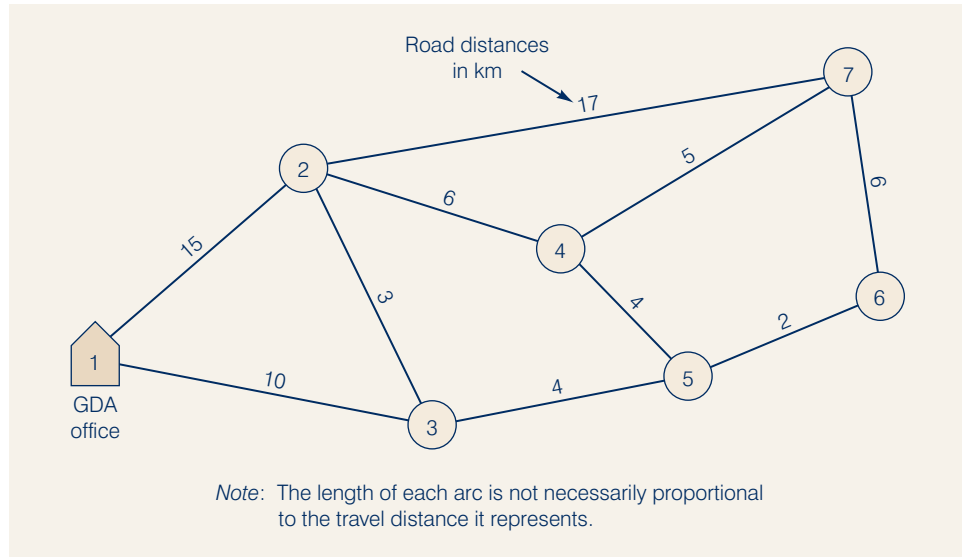 Road distances
in km
17
7
2
5
6
6
15
4
3
4
6
1
2
10
5
4
GDA
office
3
Note: The length of each arc is not necessarily proportional
to the travel distance it represents.